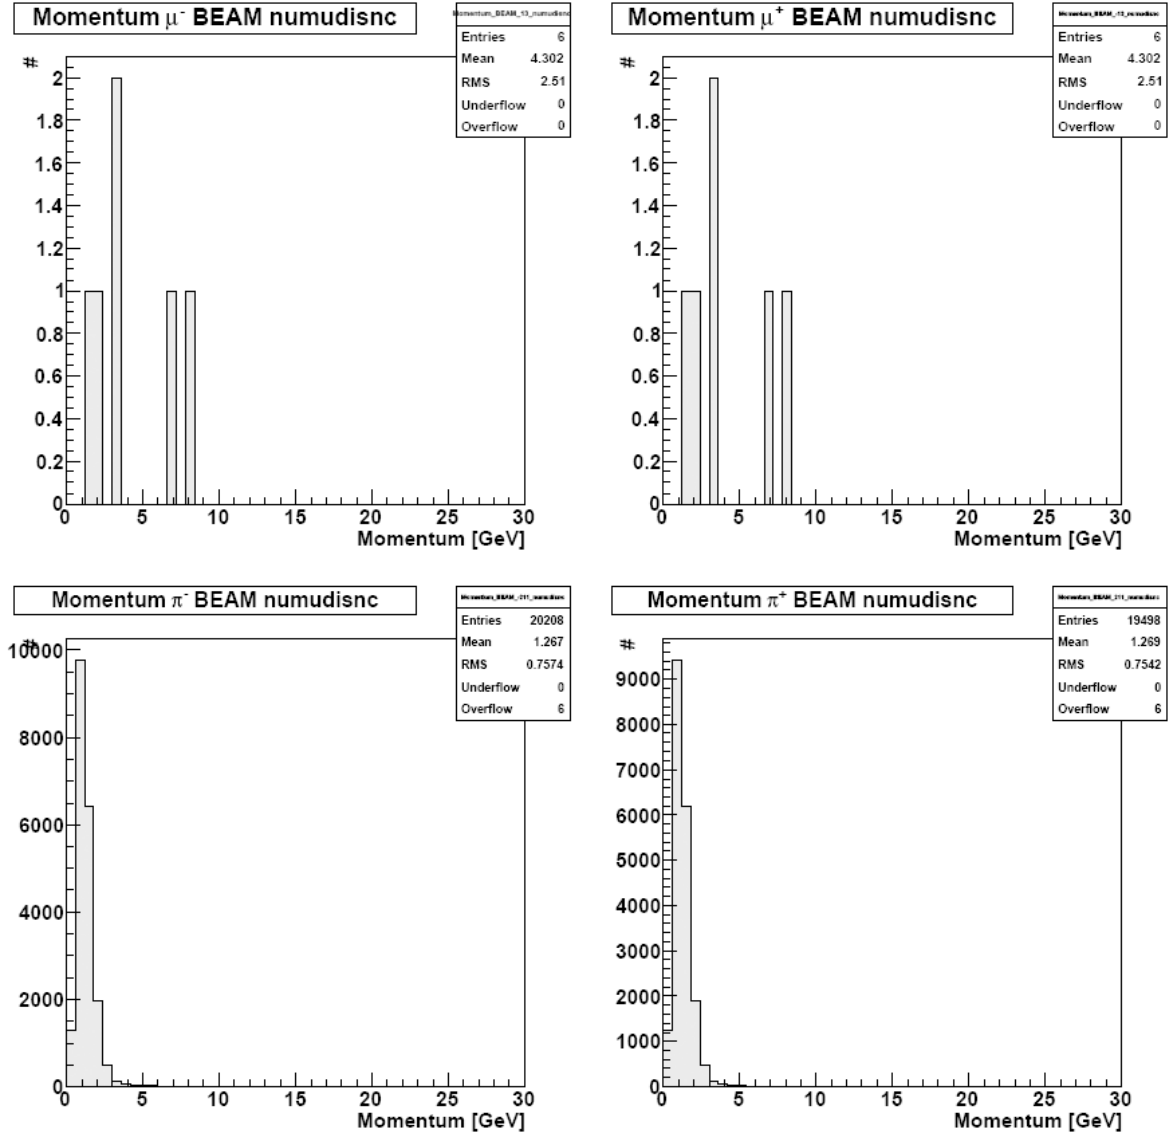 Momentum μ- BEAM numudisnc
Momentum_BEAM_13_numudisnc
Entries 6
Mean 4.302
RMS 2.51
Underflow 0
Overflow 0
#
2
1.8
1.6
1.4
1.2
1
0.8
0.6
0.4
0.2
0
0 5 10 15 20 25 30
Momentum [GeV]
Momentum μ+ BEAM numudisnc
Momentum_BEAM_-13_numudisnc
Entries 6
Mean 4.302
RMS 2.51
Underflow 0
Overflow 0
#
2
1.8
1.6
1.4
1.2
1
0.8
0.6
0.4
0.2
0
0 5 10 15 20 25 30
Momentum [GeV]
Momentum π- BEAM numudisnc
Momentum_BEAM_-211_numudisnc
Entries 20208
Mean 1.267
RMS 0.7574
Underflow 0
Overflow 6
#
10000
8000
6000
4000
2000
0
0 5 10 15 20 25 30
Momentum [GeV]
Momentum π+ BEAM numudisnc
Momentum_BEAM_211_numudisnc
Entries 19498
Mean 1.269
RMS 0.7542
Underflow 0
Overflow 6
#
9000
8000
7000
6000
5000
4000
3000
2000
1000
0
0 5 10 15 20 25 30
Momentum [GeV]